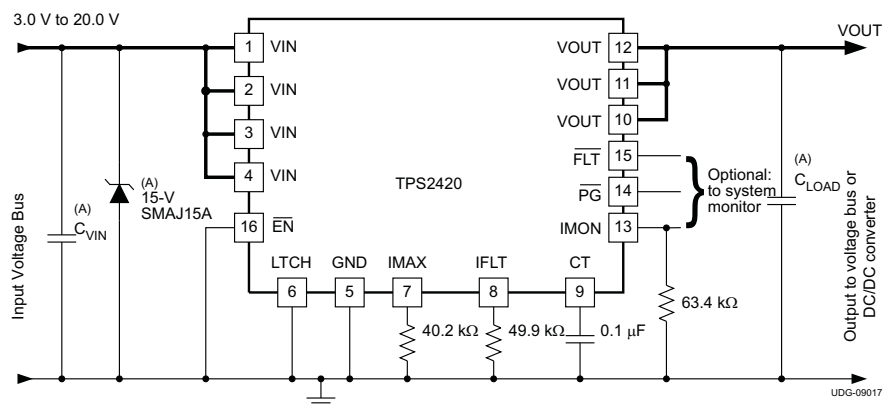 3.0 V to 20.0 V
VOUT
1 VIN
VOUT 12
2 VIN
VOUT 11
3 VIN
VOUT 10
4 VIN
FLT 15
TPS2420
PG 14
16 EN
IMON 13
Optional:
to system
monitor
(A)
15-V
SMAJ15A
(A)
CVIN
(A)
CLOAD
Input Voltage Bus
Output to voltage bus or
DC/DC converter
LTCH GND IMAX IFLT CT
6 5 7 8 9
40.2 kΩ 49.9 kΩ 0.1 μF
63.4 kΩ
UDG-09017